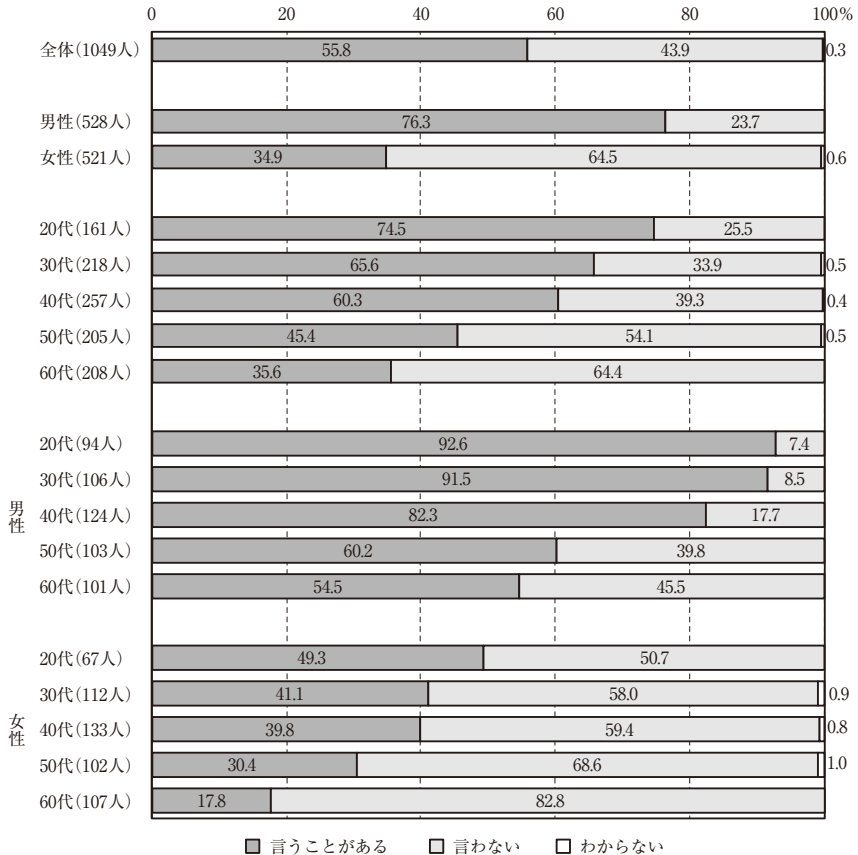 0 20 40 60 80 100%
全体(1049人) 55.8 43.9 0.3
男性(528人) 76.3 23.7
女性(521人) 34.9 64.5 0.6
20代(161人) 74.5 25.5
30代(218人) 65.6 33.9 0.5
40代(257人) 60.3 39.3 0.4
50代(205人) 45.4 54.1 0.5
60代(208人) 35.6 64.4
男性
20代(94人) 92.6 7.4
30代(106人) 91.5 8.5
40代(124人) 82.3 17.7
50代(103人) 60.2 39.8
60代(101人) 54.5 45.5
女性
20代(67人) 49.3 50.7
30代(112人) 41.1 58.0 0.9
40代(133人) 39.8 59.4 0.8
50代(102人) 30.4 68.6 1.0
60代(107人) 17.8 82.8
言うことがある 言わない わからない